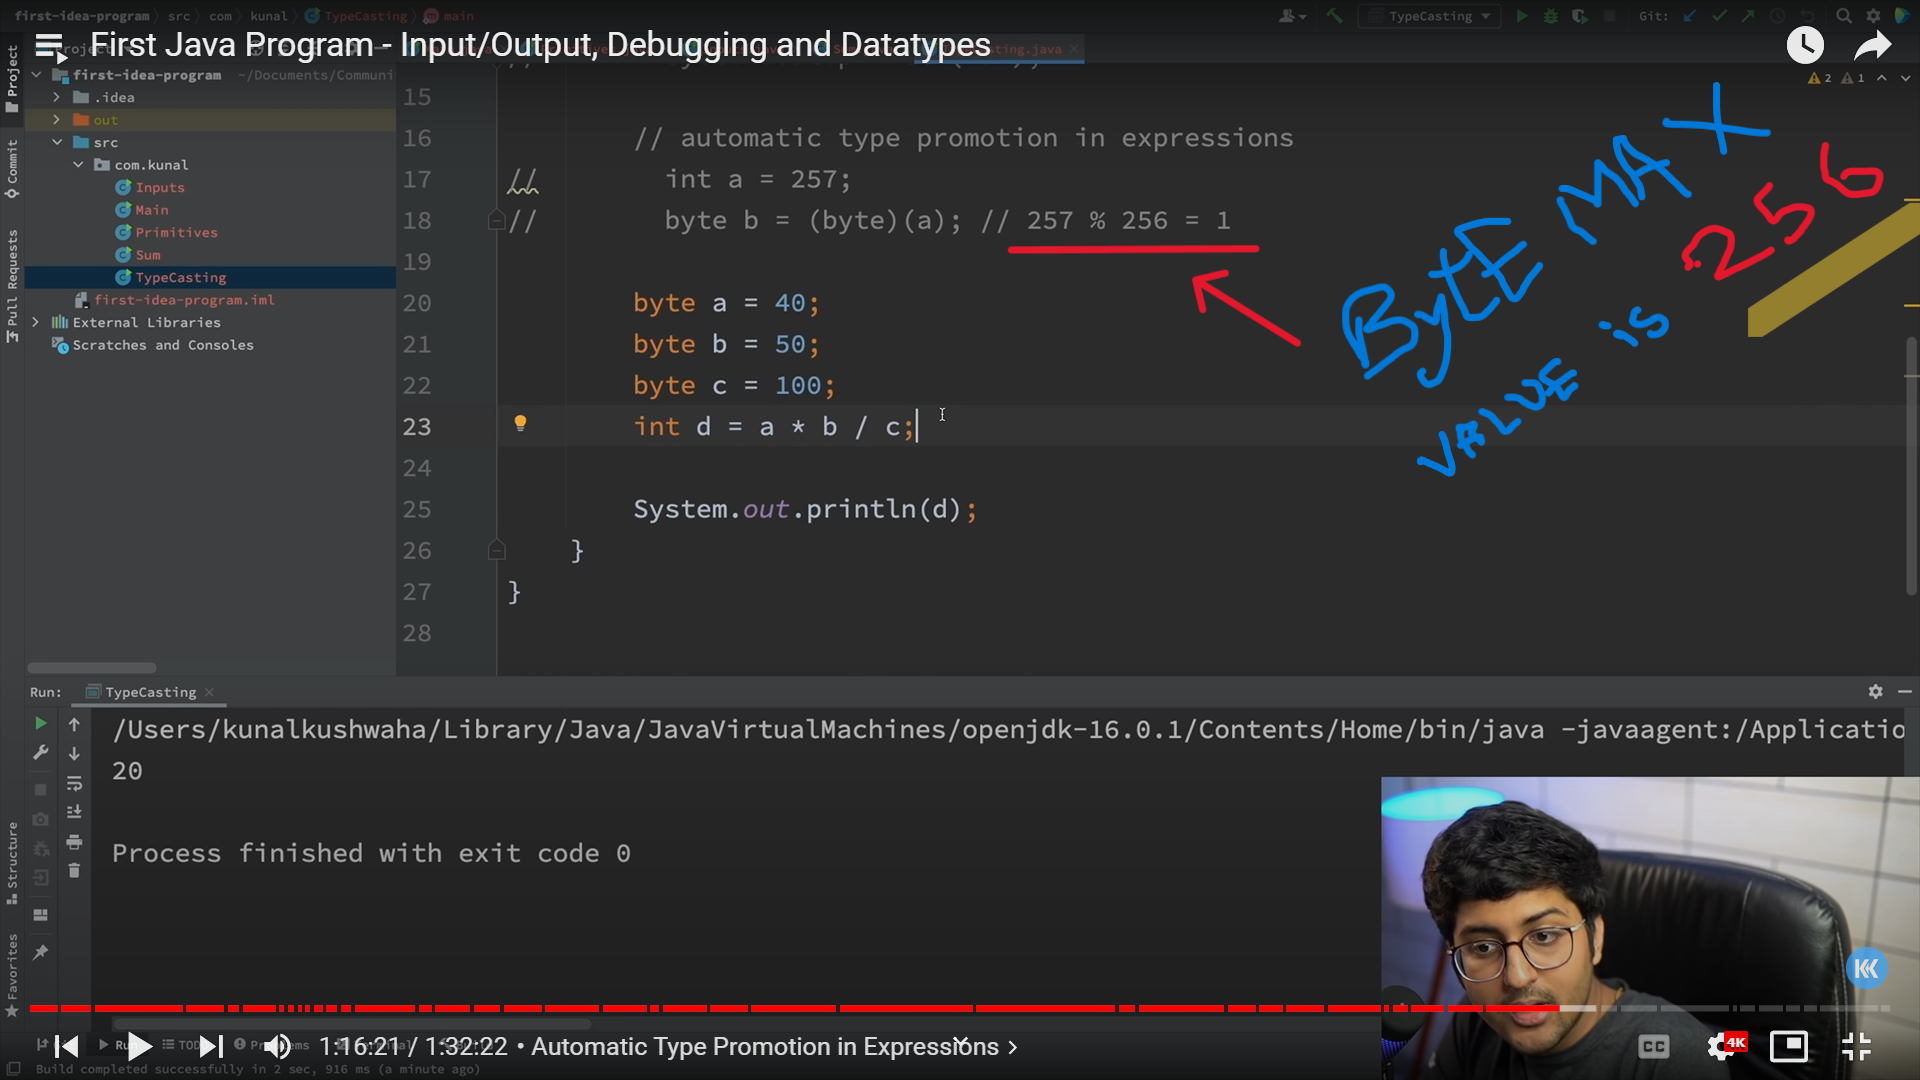 first-idea-program src com kunal TypeCasting main
TypeCasting
Git:
First Java Program - Input/Output, Debugging and Datatypes
Project
Commit
Pull Requests
Structure
Favorites
first-idea-program ~/Documents/Communi
.idea
out
src
com.kunal
Inputs
Main
Primitives
Sum
TypeCasting
first-idea-program.iml
External Libraries
Scratches and Consoles
2 1
15
16 // automatic type promotion in expressions
17 // int a = 257;
18 // byte b = (byte)(a); // 257 % 256 = 1
19
20 byte a = 40;
21 byte b = 50;
22 byte c = 100;
23 int d = a * b / c;
24
25 System.out.println(d);
26 }
27 }
28
BytE MAX
VALUE is 256
Run: TypeCasting
/Users/kunalkushwaha/Library/Java/JavaVirtualMachines/openjdk-16.0.1/Contents/Home/bin/java -javaagent:/Applicatio
20
Process finished with exit code 0
1:16:21 / 1:32:22 • Automatic Type Promotion in Expressions
CC
4K
Build completed successfully in 2 sec, 916 ms (a minute ago)